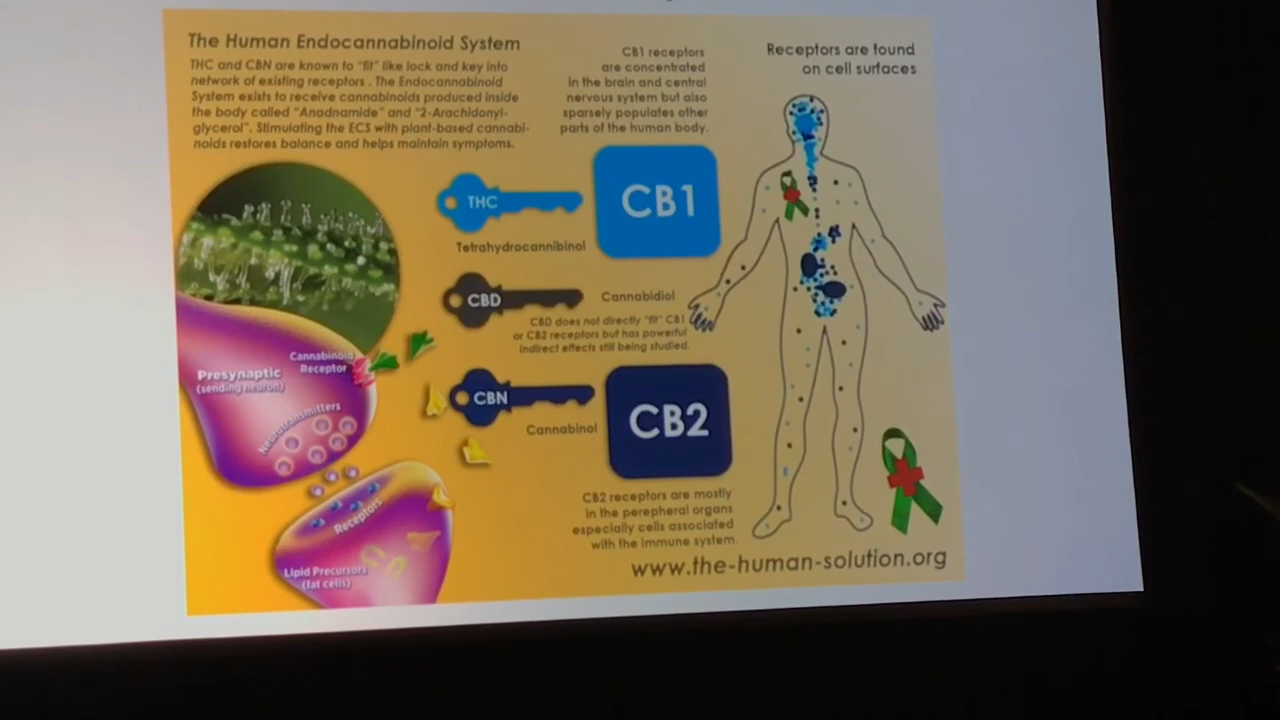 The Human Endocannabinoid System
THC and CBN are known to "fit" like lock and key into
network of existing receptors . The Endocannabinoid
System exists to receive cannabinoids produced inside
the body called "Anadnamide" and "2-Arachidonyl-
glycerol". Stimulating the ECS with plant-based cannabi-
noids restores balance and helps maintain symptoms.
CB1 receptors
are concentrated
in the brain and central
nervous system but also
sparsely populates other
parts of the human body.
Receptors are found
on cell surfaces
THC
CB1
Tetrahydrocannibinol
CBD
Cannabidiol
CBD does not directly "fit" CB1
or CB2 receptors but has powerful
indirect effects still being studied.
Cannabinoid
Receptor
Presynaptic
(sending neuron)
Neurotransmitters
CBN
Cannabinol
CB2
CB2 receptors are mostly
in the perepheral organs
especially cells associated
with the immune system.
Receptors
Lipid Precursors
(fat cells)
www.the-human-solution.org